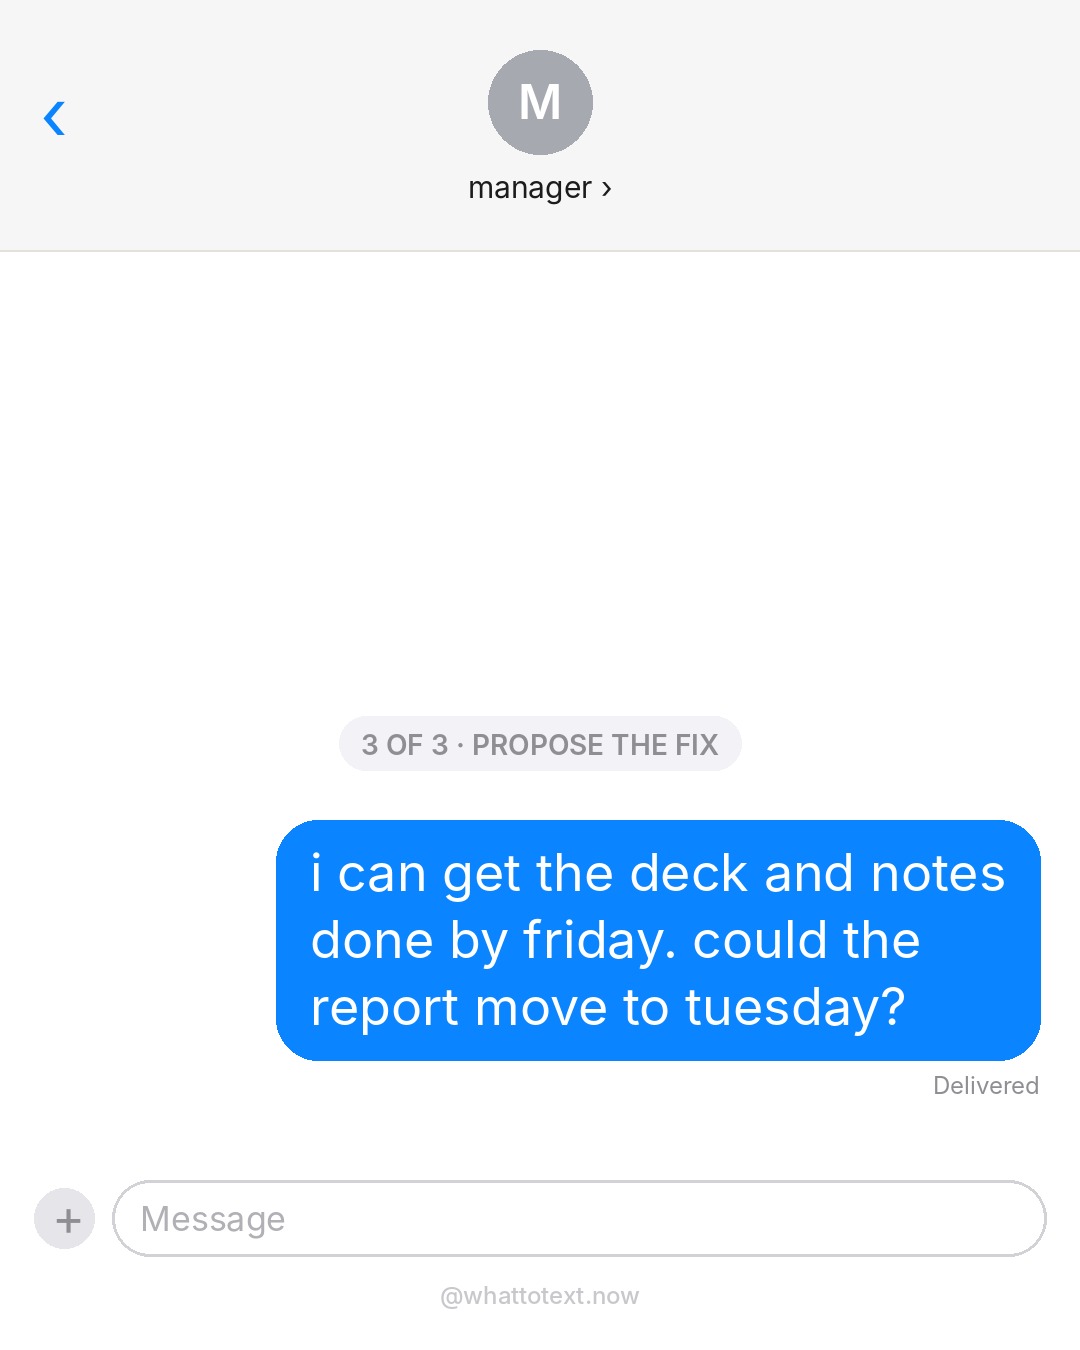 M
manager ›
3 OF 3 · PROPOSE THE FIX
i can get the deck and notes
done by friday. could the
report move to tuesday?
Delivered
+
Message
@whattotext.now